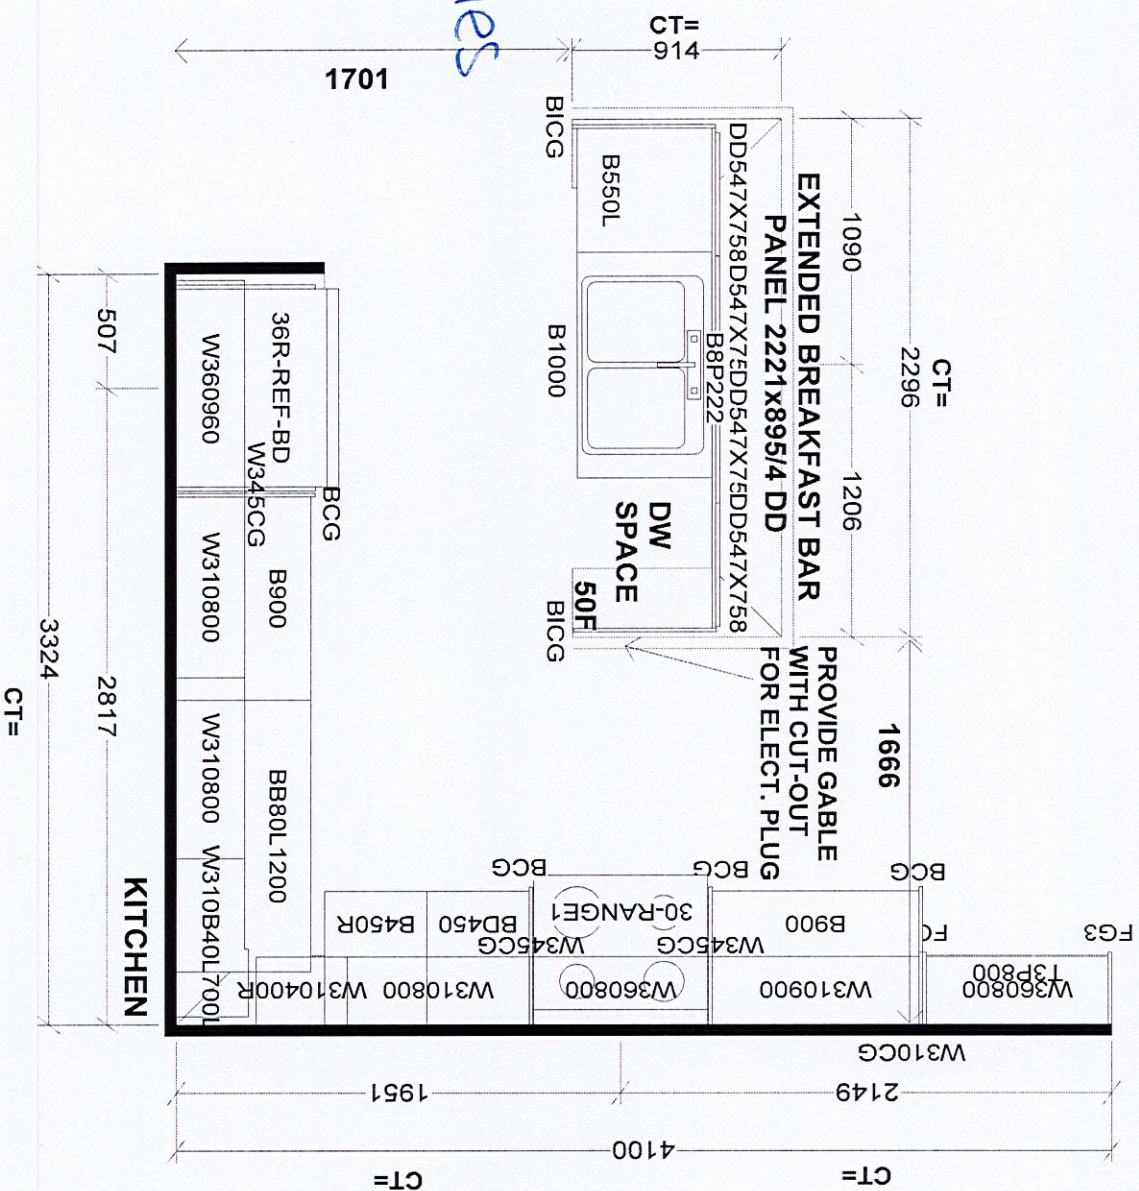 les
CT=
914
1701
BICG
B550L
B1000
DW
SPACE
50F
BICG
B8P222
DD547X758D547X75DD547X75DD547X758
EXTENDED BREAKFAST BAR
PANEL 2221x895/4 DD
1090
1206
CT=
2296
PROVIDE GABLE
WITH CUT-OUT
FOR ELECT. PLUG
1666
36R-REF-BD
W360960
W345CG
BCG
W310800
B900
W310800
BB80L1200
W310B40L700L
507
2817
3324
CT=
KITCHEN
B450R
BD450
BCG
W345CG
30-RANGE1
BCG
W345CG
B900
BCG
FC
FG3
T3P800
W360800
W310400R
W310800
W360800
W310900
W310CG
1951
2149
4100
CT=
CT=